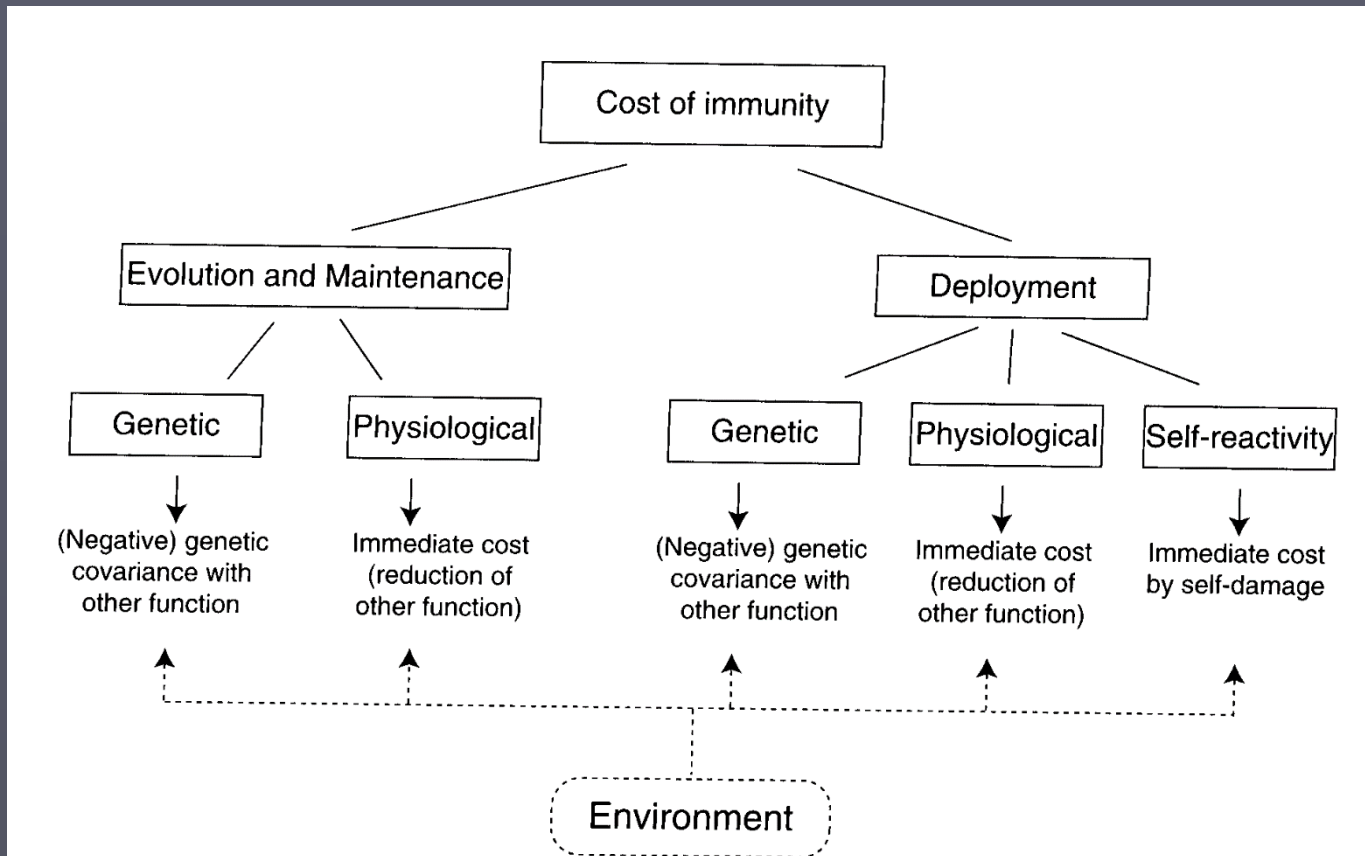 Cost of immunity
Evolution and Maintenance
Deployment
Genetic
Physiological
Genetic
Physiological
Self-reactivity
(Negative) genetic
covariance with
other function
Immediate cost
(reduction of
other function)
(Negative) genetic
covariance with
other function
Immediate cost
(reduction of
other function)
Immediate cost
by self-damage
Environment